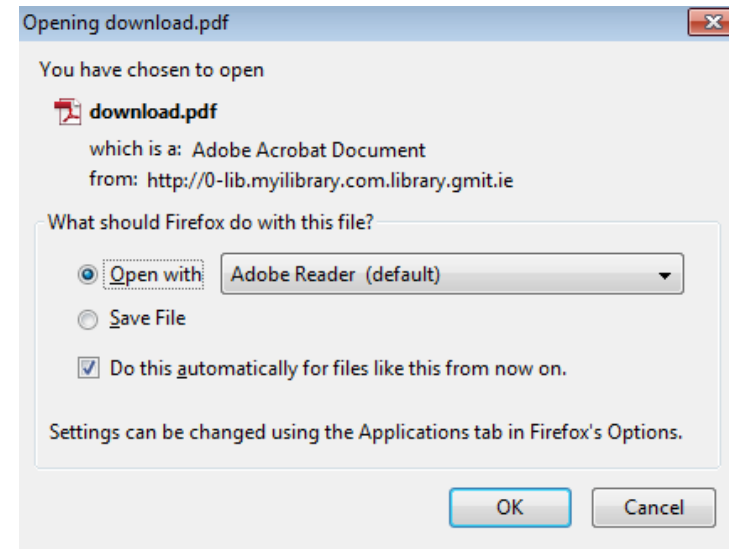 Opening download.pdf
You have chosen to open
download.pdf
which is a: Adobe Acrobat Document
from: http://0-lib.myilibrary.com.library.gmit.ie
What should Firefox do with this file?
Open with Adobe Reader (default)
Save File
Do this automatically for files like this from now on.
Settings can be changed using the Applications tab in Firefox's Options.
OK Cancel